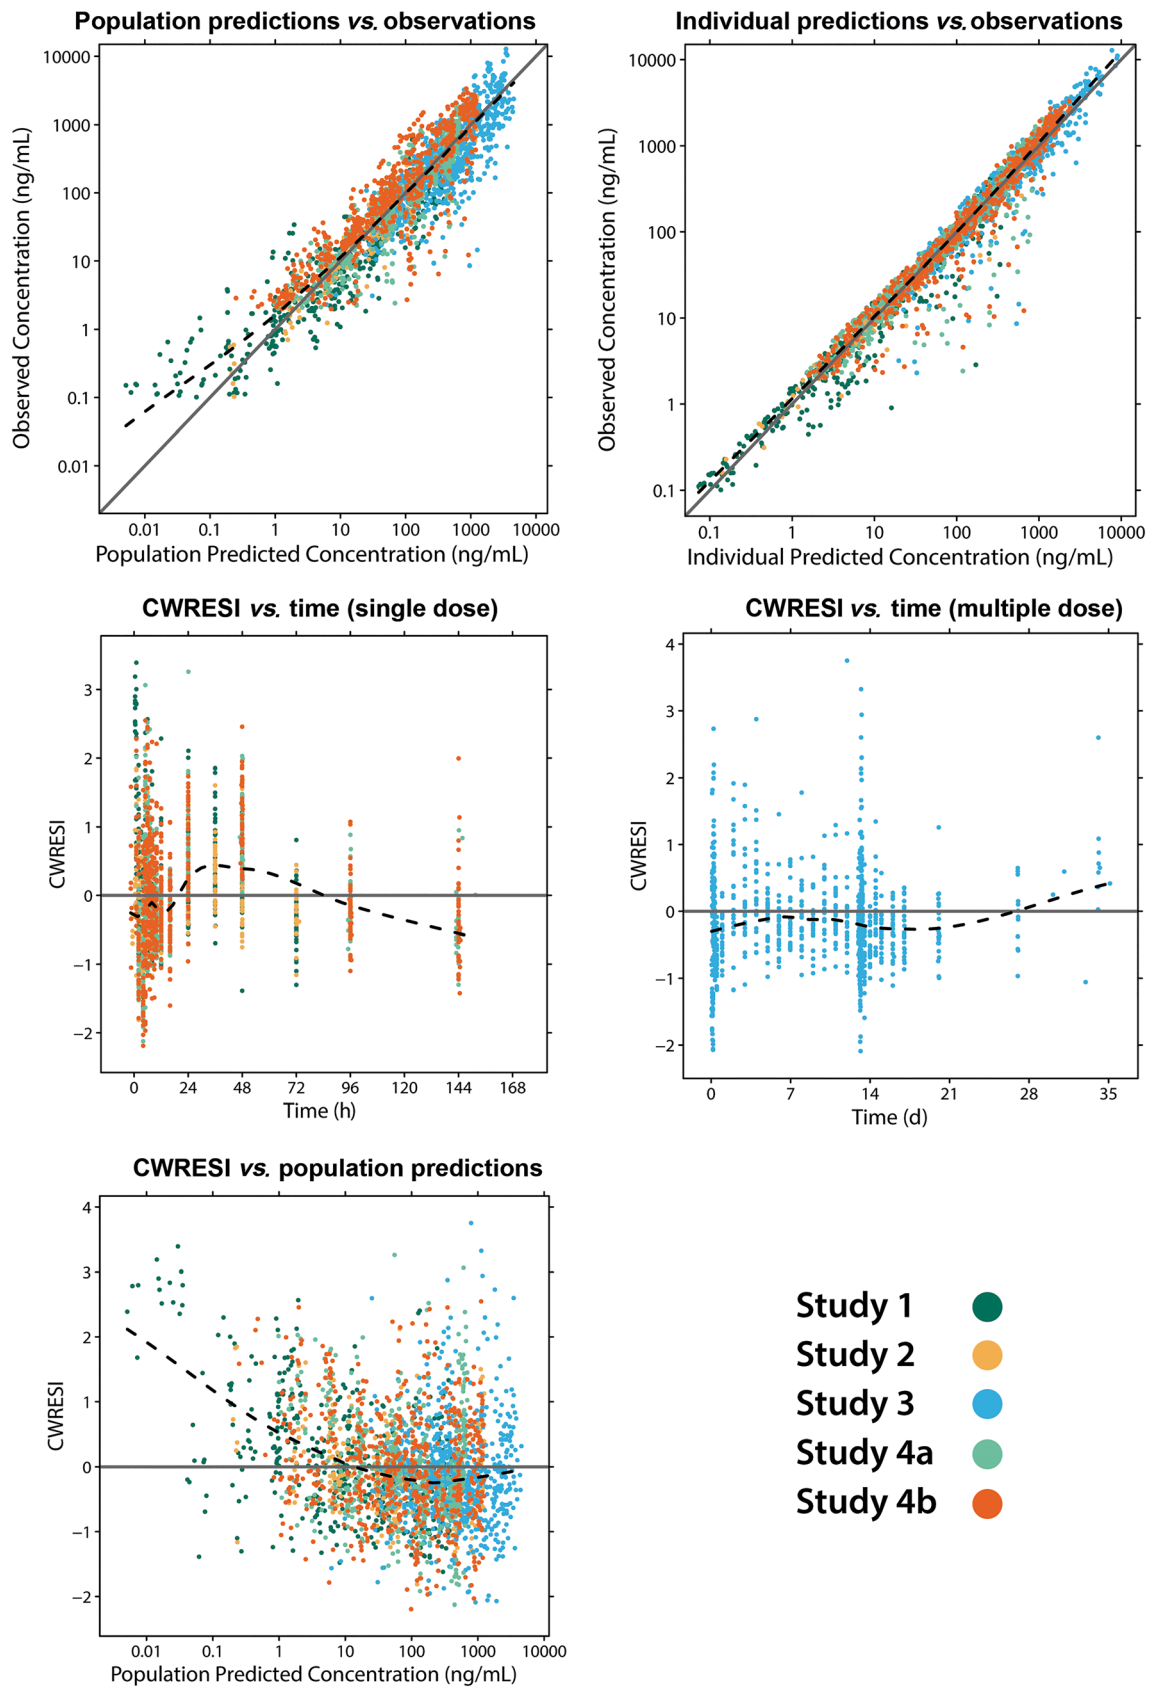 Population predictions vs. observations
10000
1000
100
10
1
0.1
0.01
Observed Concentration (ng/mL)
0.01 0.1 1 10 100 1000 10000
Population Predicted Concentration (ng/mL)
Individual predictions vs. observations
10000
1000
100
10
1
0.1
Observed Concentration (ng/mL)
0.1 1 10 100 1000 10000
Individual Predicted Concentration (ng/mL)
CWRESI vs. time (single dose)
3
2
1
0
−1
−2
CWRESI
0 24 48 72 96 120 144 168
Time (h)
CWRESI vs. time (multiple dose)
4
3
2
1
0
−1
−2
CWRESI
0 7 14 21 28 35
Time (d)
CWRESI vs. population predictions
4
3
2
1
0
−1
−2
CWRESI
0.01 0.1 1 10 100 1000 10000
Population Predicted Concentration (ng/mL)
Study 1
Study 2
Study 3
Study 4a
Study 4b